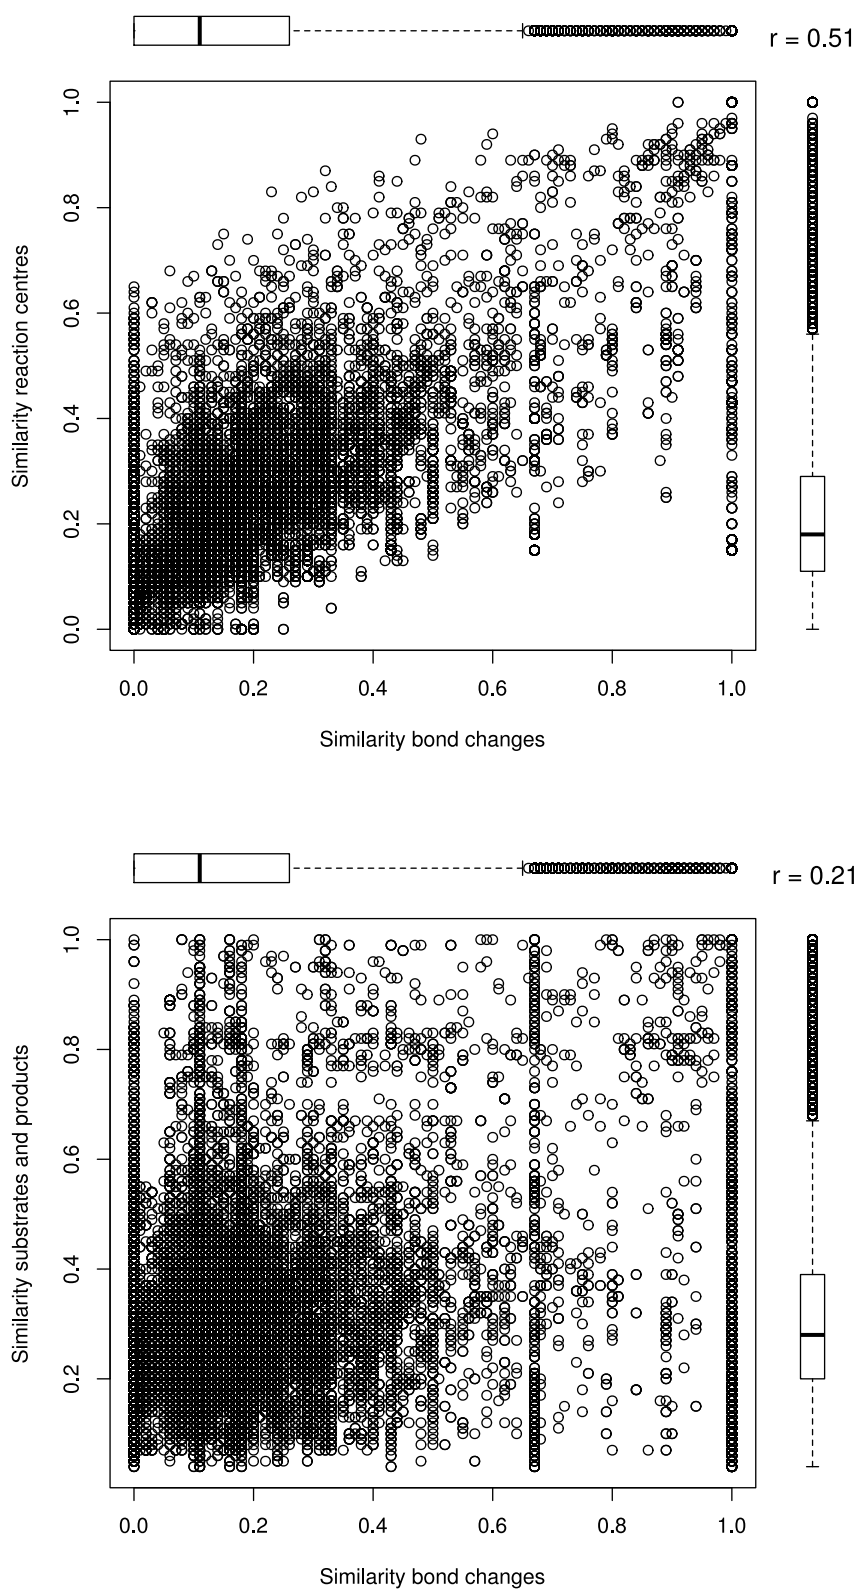 r = 0.51
1.0
0.8
0.6
0.4
0.2
0.0
Similarity reaction centres
0.0 0.2 0.4 0.6 0.8 1.0
Similarity bond changes
r = 0.21
1.0
0.8
0.6
0.4
0.2
Similarity substrates and products
0.0 0.2 0.4 0.6 0.8 1.0
Similarity bond changes